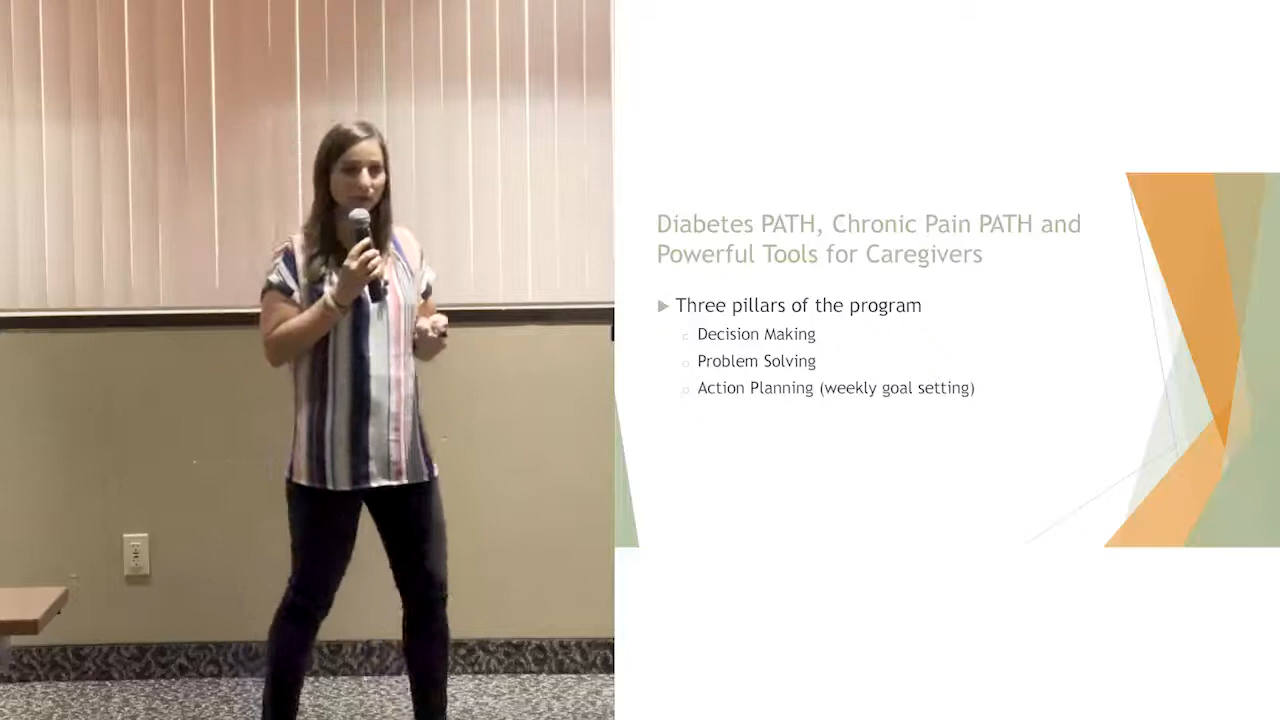 Diabetes PATH, Chronic Pain PATH and
Powerful Tools for Caregivers
Three pillars of the program
Decision Making
Problem Solving
Action Planning (weekly goal setting)